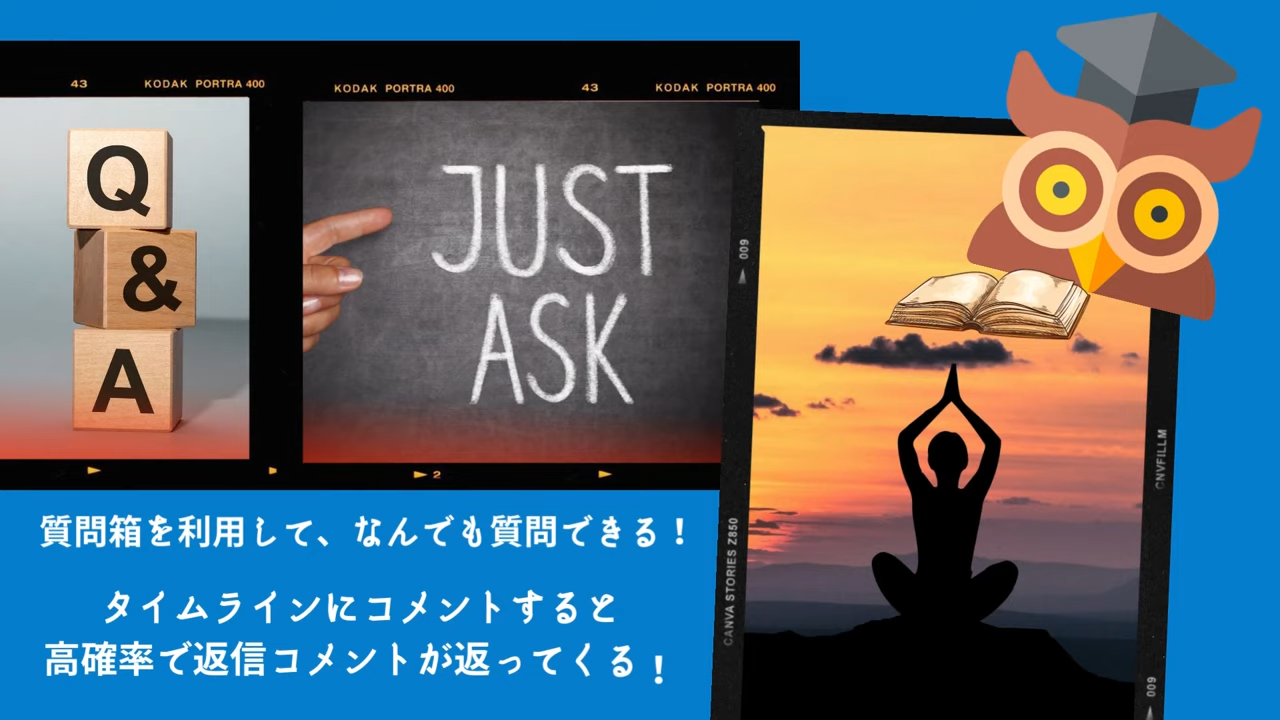 43 KODAK PORTRA 400 KODAK PORTRA 400 43 KODAK PORTRA 400
Q
&
A
JUST
ASK
2
009
CANVA STORIES Z850
CNVFILLM
009
質問箱を利用して、なんでも質問できる！
タイムラインにコメントすると
高確率で返信コメントが返ってくる！